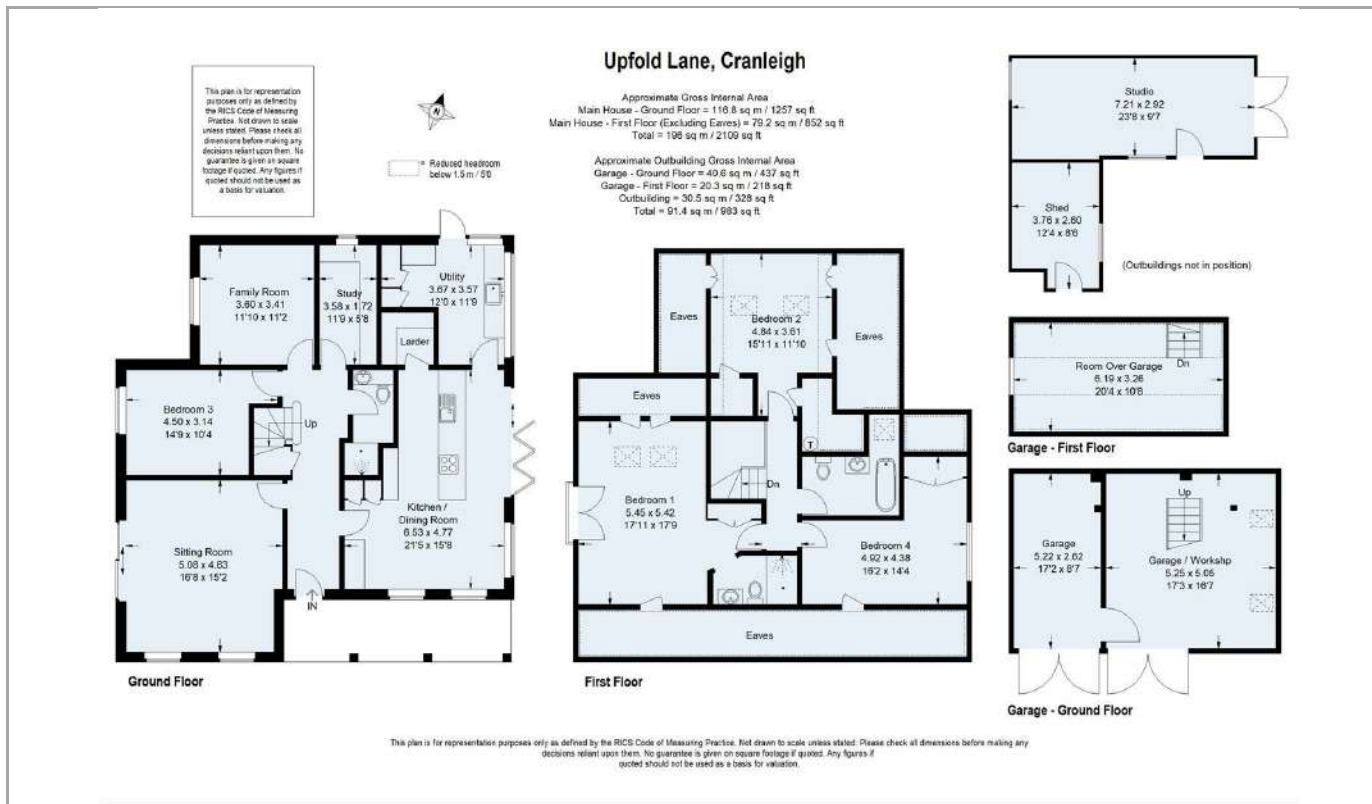 Upfold Lane, Cranleigh
Approximate Gross Internal Area
Main House - Ground Floor = 116.8 sq m / 1257 sq ft
Main House - First Floor (Excluding Eaves) = 79.2 sq m / 852 sq ft
Total = 196 sq m / 2109 sq ft
Approximate Outbuilding Gross Internal Area
Garage - Ground Floor = 40.6 sq m / 437 sq ft
Garage - First Floor = 20.3 sq m / 218 sq ft
Outbuilding = 30.5 sq m / 328 sq ft
Total = 91.4 sq m / 983 sq ft
This plan is for representation
purposes only as defined by
the RICS Code of Measuring
Practice. Not drawn to scale
unless stated. Please check all
dimensions before making any
decisions reliant upon them. No
guarantee is given on square
footage if quoted. Any figures if
quoted should not be used as
a basis for valuation.
= Reduced headroom
below 1.5 m / 5'0
Family Room
3.60 x 3.41
11'10 x 11'2
Study
3.58 x 1.72
11'9 x 5'8
Utility
3.67 x 3.57
12'0 x 11'9
Larder
Bedroom 3
4.50 x 3.14
14'9 x 10'4
Up
Kitchen /
Dining Room
6.53 x 4.77
21'5 x 15'8
Sitting Room
5.08 x 4.63
16'8 x 15'2
IN
Ground Floor
Eaves
Bedroom 2
4.84 x 3.61
15'11 x 11'10
Eaves
Eaves
T
Bedroom 1
5.45 x 5.42
17'11 x 17'9
Dn
Bedroom 4
4.92 x 4.38
16'2 x 14'4
Eaves
First Floor
Studio
7.21 x 2.92
23'8 x 9'7
Shed
3.76 x 2.60
12'4 x 8'6
(Outbuildings not in position)
Room Over Garage
6.19 x 3.26
20'4 x 10'8
Dn
Garage - First Floor
Up
Garage
5.22 x 2.62
17'2 x 8'7
Garage / Workshp
5.25 x 5.05
17'3 x 16'7
Garage - Ground Floor
This plan is for representation purposes only as defined by the RICS Code of Measuring Practice. Not drawn to scale unless stated. Please check all dimensions before making any
decisions reliant upon them. No guarantee is given on square footage if quoted. Any figures if
quoted should not be used as a basis for valuation.